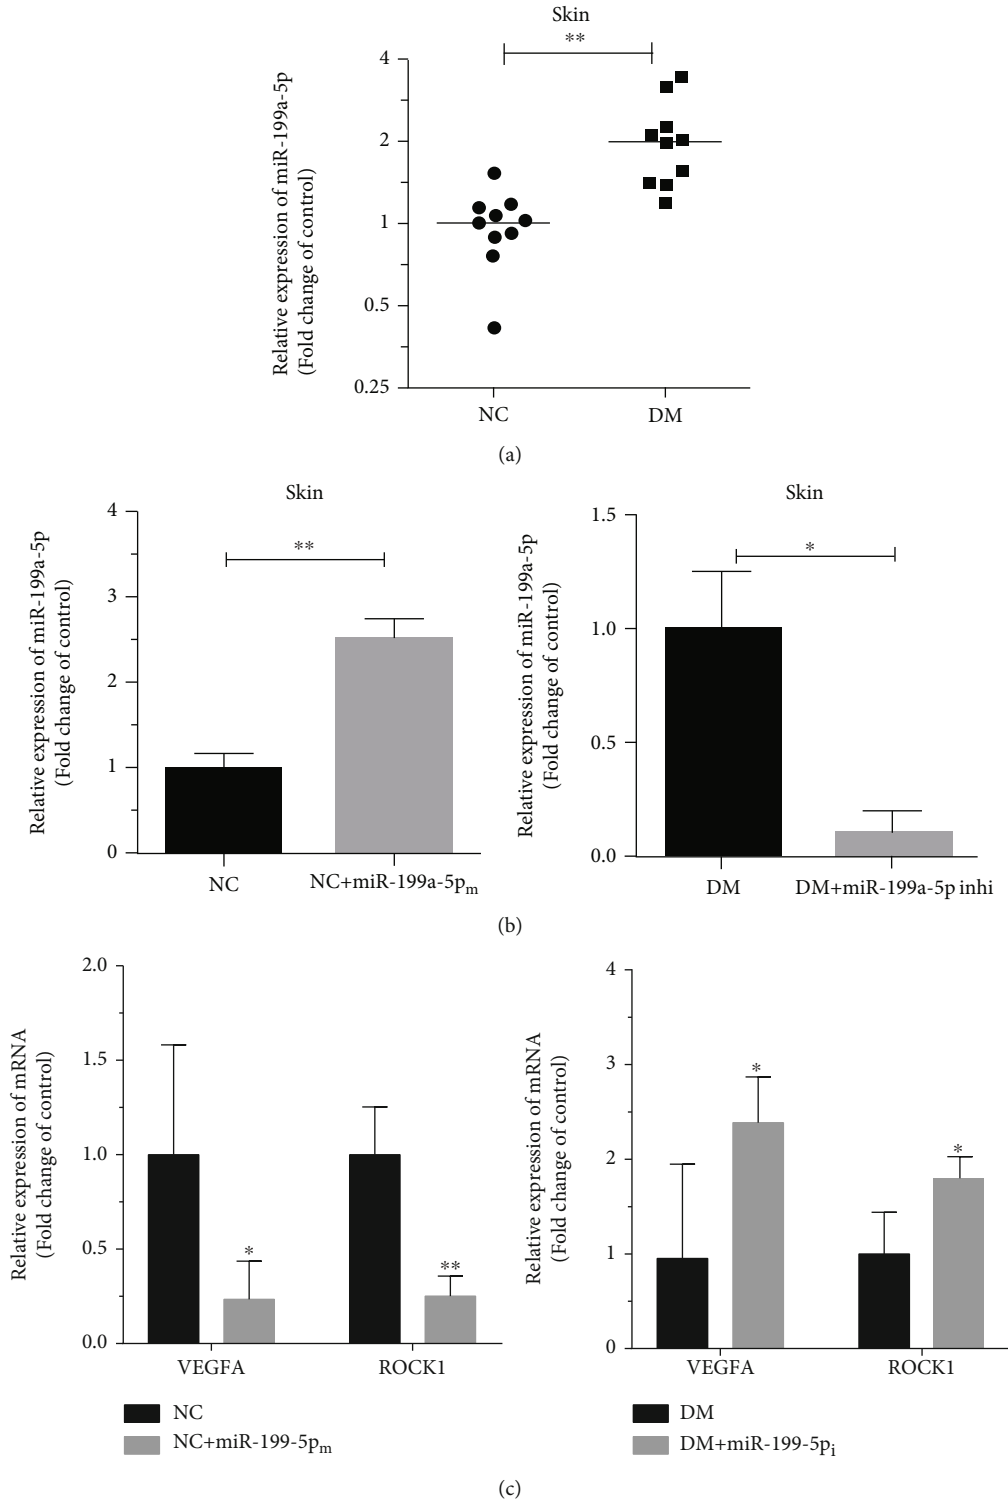 Skin
**
Relative expression of miR-199a-5p
(Fold change of control)
4
2
1
0.5
0.25
NC
DM
(a)
Skin
**
Relative expression of miR-199a-5p
(Fold change of control)
4
3
2
1
0
NC
NC+miR-199a-5pm
Skin
*
Relative expression of miR-199a-5p
(Fold change of control)
1.5
1.0
0.5
0.0
DM
DM+miR-199a-5p inhi
(b)
Relative expression of mRNA
(Fold change of control)
2.0
1.5
1.0
0.5
0.0
*
**
VEGFA
ROCK1
NC
NC+miR-199-5pm
Relative expression of mRNA
(Fold change of control)
4
3
2
1
0
*
*
VEGFA
ROCK1
DM
DM+miR-199-5pi
(c)